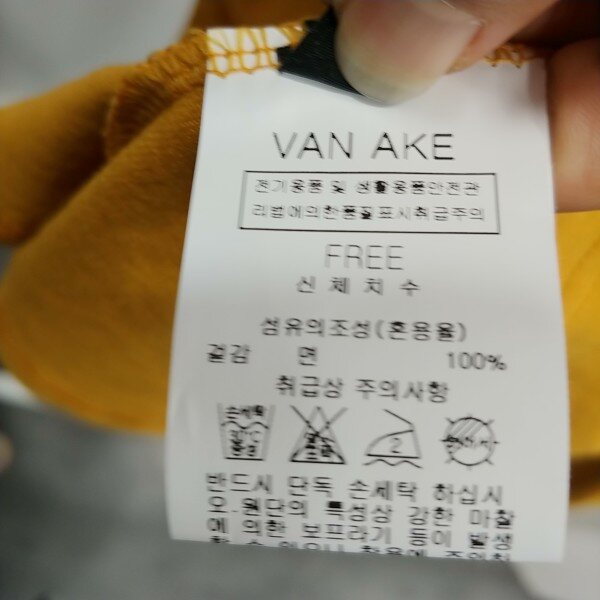 VAN AKE
전기용품 및 생활용품안전관
리법에의한품질표시취급주의
FREE
신 체 치 수
섬유의조성(혼용율)
겉감 면 100%
취급상 주의사항
손세탁
2
반드시 단독 손세탁 하십시
오.원단의 특성상 강한 마찰
에 의한 보프라기 등이 발생